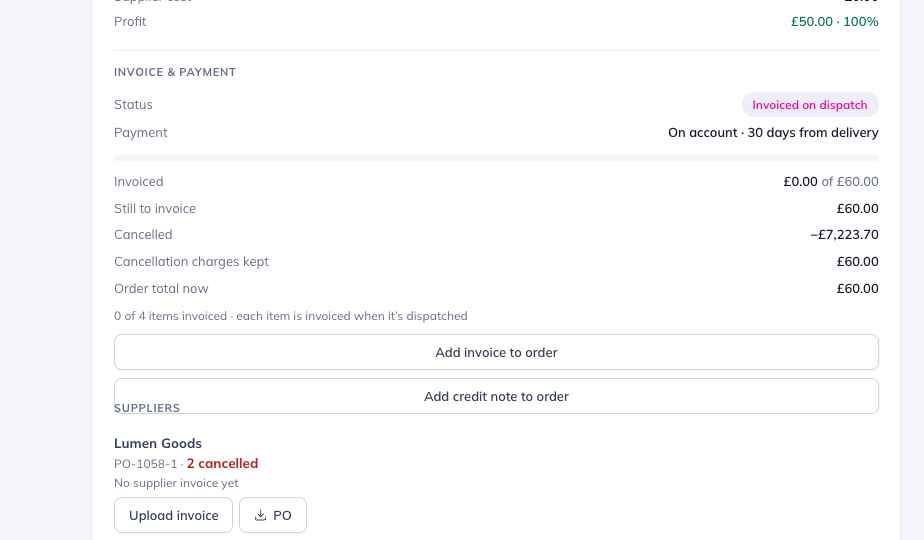 Profit £50.00 · 100%
INVOICE & PAYMENT
Status Invoiced on dispatch
Payment On account · 30 days from delivery
Invoiced £0.00 of £60.00
Still to invoice £60.00
Cancelled −£7,223.70
Cancellation charges kept £60.00
Order total now £60.00
0 of 4 items invoiced · each item is invoiced when it's dispatched
Add invoice to order
Add credit note to order
SUPPLIERS
Lumen Goods
PO-1058-1 · 2 cancelled
No supplier invoice yet
Upload invoice PO